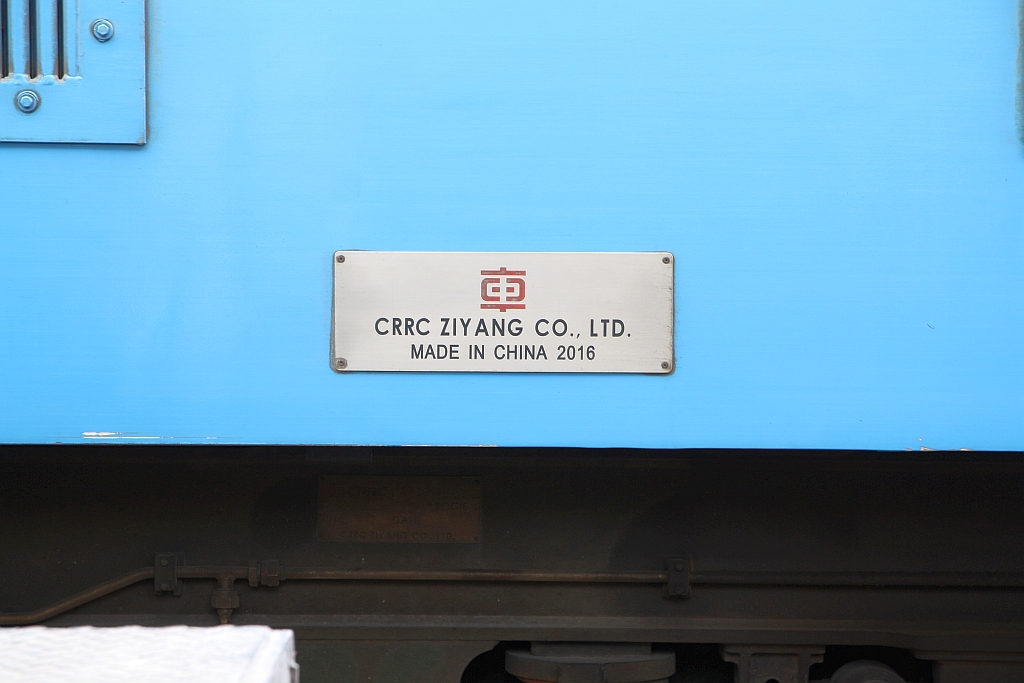 CRRC ZIYANG CO., LTD.
MADE IN CHINA 2016